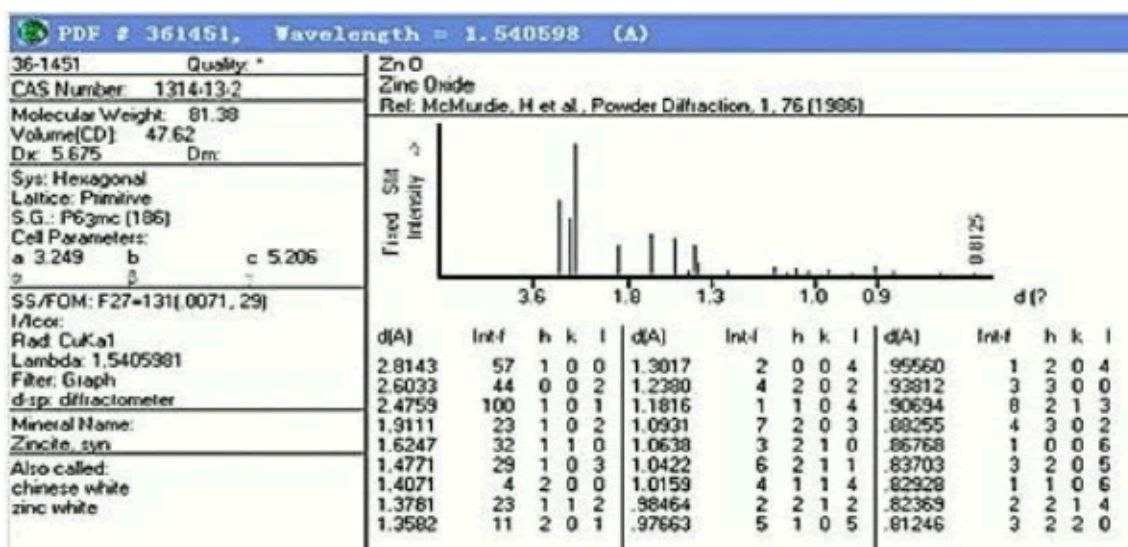 PDF # 361451, Wavelength = 1.540598 (A)
36-1451 Quality: *
CAS Number: 1314-13-2
Molecular Weight: 81.38
Volume[CD]: 47.62
Dx: 5.675 Dm:
Sys: Hexagonal
Lattice: Primitive
S.G.: P63mc (186)
Cell Parameters:
a 3.249 b c 5.206
α β γ
SS/FOM: F27=131(.0071, 29)
I/Icor:
Rad: CuKa1
Lambda: 1.5405981
Filter: Graph
d-sp: diffractometer
Mineral Name:
Zincite, syn
Also called:
chinese white
zinc white
Zn O
Zinc Oxide
Ref: McMurdie, H et al., Powder Diffraction, 1, 76 (1986)
Fixed Slit
Intensity
0.8125
3.6 1.8 1.3 1.0 0.9 d (?
d(A) Int-f h k l d(A) Int-f h k l d(A) Int-f h k l
2.8143 57 1 0 0 1.3017 2 0 0 4 .95560 1 2 0 4
2.6033 44 0 0 2 1.2380 4 2 0 2 .93812 3 3 0 0
2.4759 100 1 0 1 1.1816 1 1 0 4 .90694 8 2 1 3
1.9111 23 1 0 2 1.0931 7 2 0 3 .88255 4 3 0 2
1.6247 32 1 1 0 1.0638 3 2 1 0 .86768 1 0 0 6
1.4771 29 1 0 3 1.0422 6 2 1 1 .83703 3 2 0 5
1.4071 4 2 0 0 1.0159 4 1 1 4 .82928 1 1 0 6
1.3781 23 1 1 2 .98464 2 2 1 2 .82369 2 2 1 4
1.3582 11 2 0 1 .97663 5 1 0 5 .81246 3 2 2 0